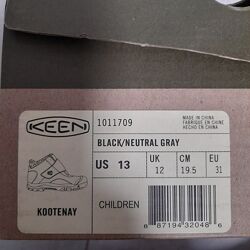 KEEN
1011709
MADE IN CHINA
FABRIQUÉ EN CHINE
HECHO EN CHINA
BLACK/NEUTRAL GRAY
US 13
UK 12
CM 19.5
EU 31
KOOTENAY
CHILDREN
8 87194 32048 6